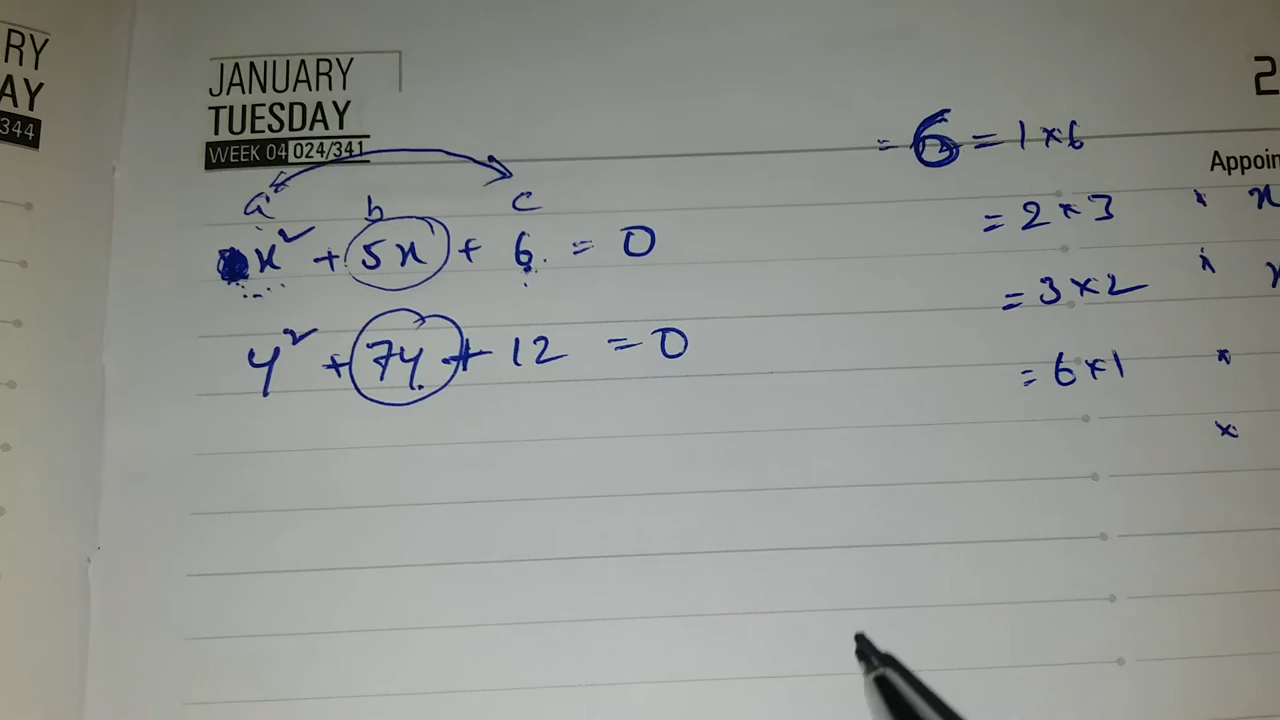 RY
AY
344
JANUARY
TUESDAY
WEEK 04 024/341
2
Appoin
a b c
x² + 5x + 6 = 0
y² + 7y + 12 = 0
= 6 = 1 × 6
= 2 × 3 x x
= 3 × 2 x x
= 6 × 1 x
x